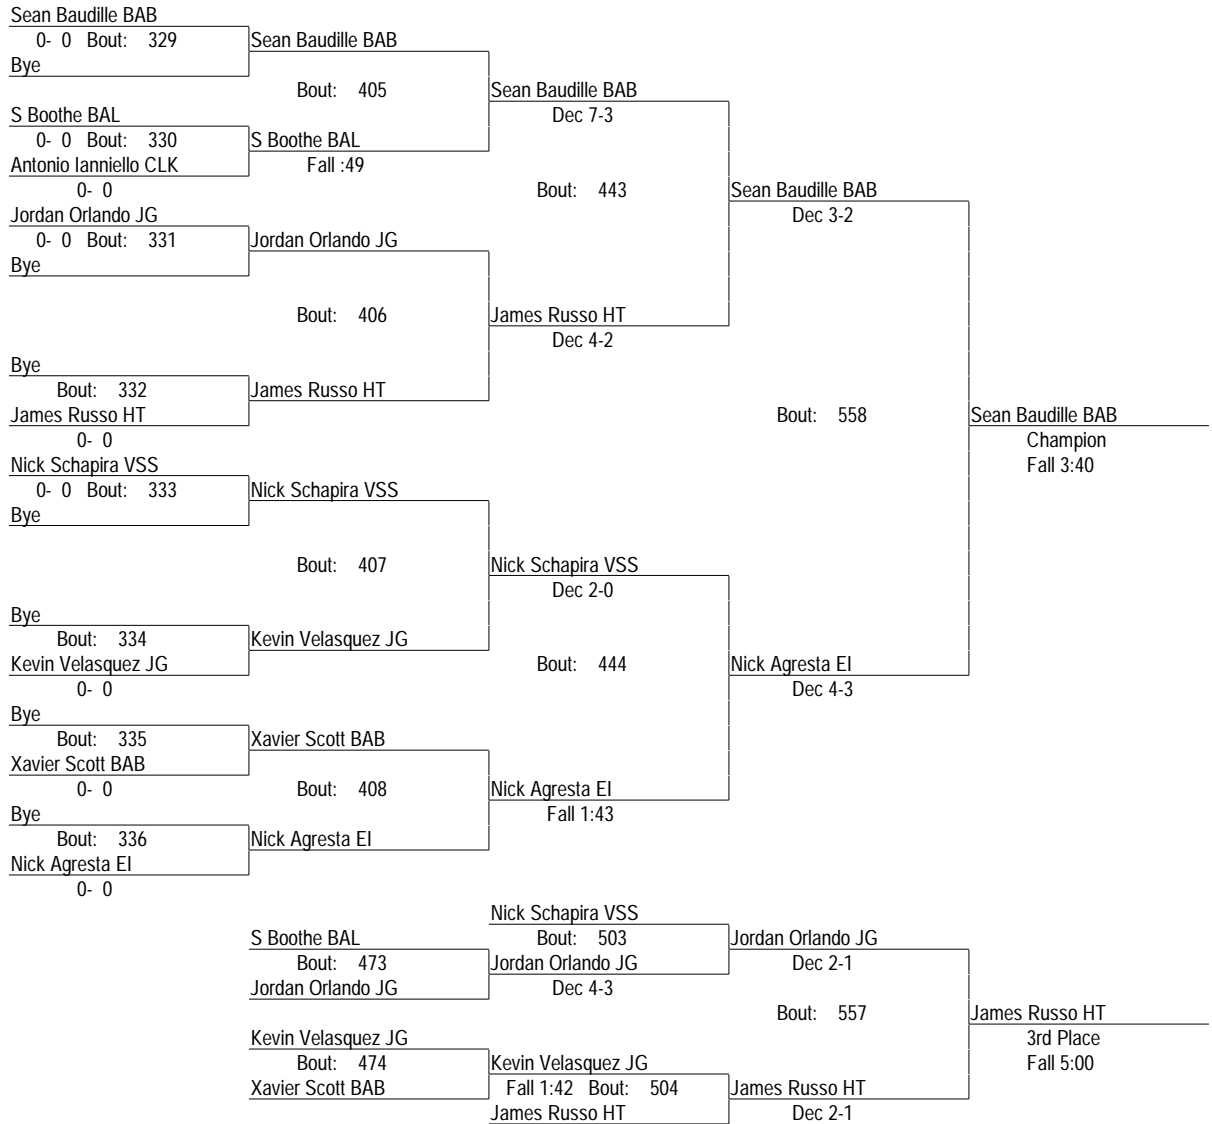 Sean Baudille BAB
0- 0 Bout: 329 Sean Baudille BAB
Bye
Bout: 405 Sean Baudille BAB
S Boothe BAL Dec 7-3
0- 0 Bout: 330 S Boothe BAL
Antonio Ianniello CLK Fall :49
0- 0 Bout: 443 Sean Baudille BAB
Jordan Orlando JG Dec 3-2
0- 0 Bout: 331 Jordan Orlando JG
Bye
Bout: 406 James Russo HT
Dec 4-2
Bye
Bout: 332 James Russo HT
James Russo HT Bout: 558 Sean Baudille BAB
0- 0 Champion
Nick Schapira VSS Fall 3:40
0- 0 Bout: 333 Nick Schapira VSS
Bye
Bout: 407 Nick Schapira VSS
Dec 2-0
Bye
Bout: 334 Kevin Velasquez JG
Kevin Velasquez JG Bout: 444 Nick Agresta EI
0- 0 Dec 4-3
Bye
Bout: 335 Xavier Scott BAB
Xavier Scott BAB
0- 0 Bout: 408 Nick Agresta EI
Bye Fall 1:43
Bout: 336 Nick Agresta EI
Nick Agresta EI
0- 0
Nick Schapira VSS
S Boothe BAL Bout: 503 Jordan Orlando JG
Bout: 473 Jordan Orlando JG Dec 2-1
Jordan Orlando JG Dec 4-3
Bout: 557 James Russo HT
Kevin Velasquez JG 3rd Place
Bout: 474 Kevin Velasquez JG Fall 5:00
Xavier Scott BAB Fall 1:42 Bout: 504 James Russo HT
James Russo HT Dec 2-1